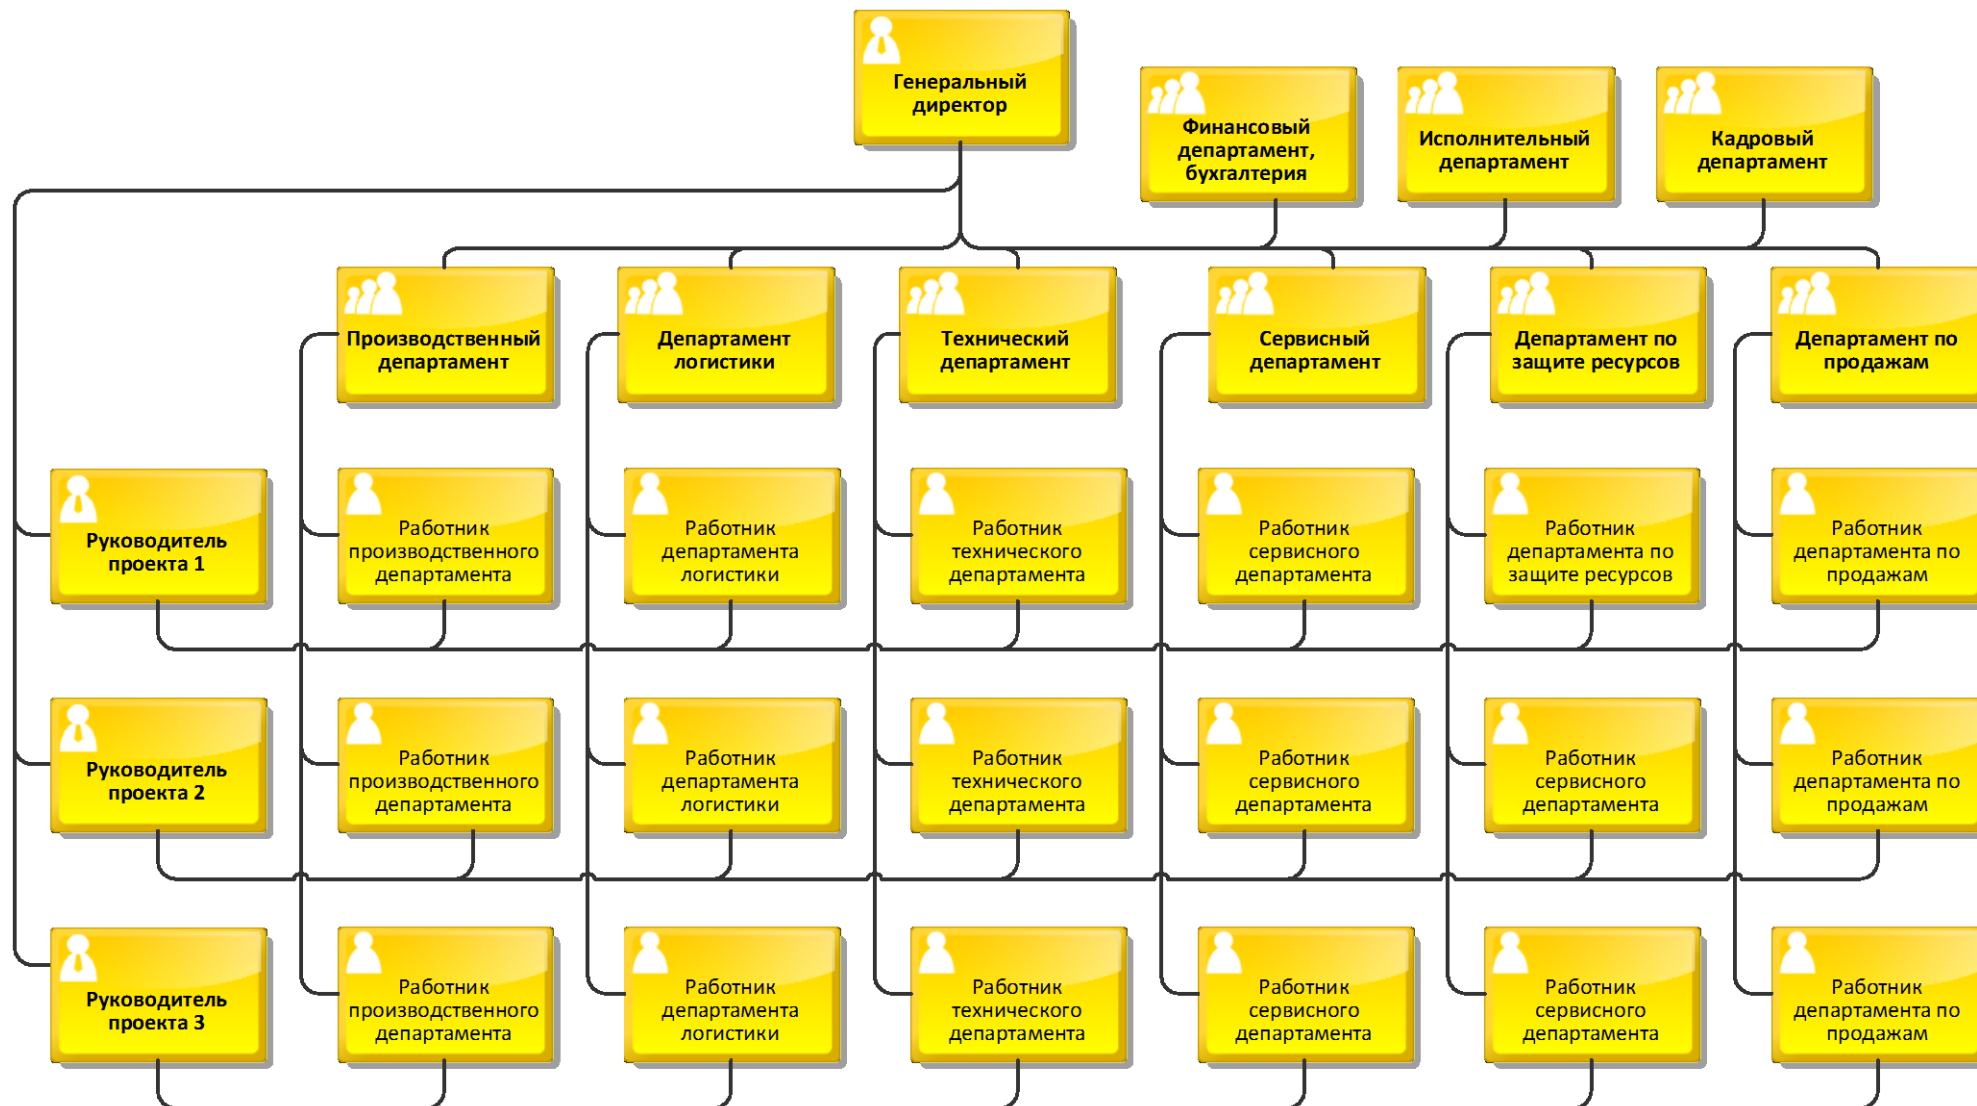 Генеральный
директор
Финансовый
департамент,
бухгалтерия
Исполнительный
департамент
Кадровый
департамент
Производственный
департамент
Департамент
логистики
Технический
департамент
Сервисный
департамент
Департамент по
защите ресурсов
Департамент по
продажам
Руководитель
проекта 1
Работник
производственного
департамента
Работник
департамента
логистики
Работник
технического
департамента
Работник
сервисного
департамента
Работник
департамента по
защите ресурсов
Работник
департамента по
продажам
Руководитель
проекта 2
Работник
производственного
департамента
Работник
департамента
логистики
Работник
технического
департамента
Работник
сервисного
департамента
Работник
сервисного
департамента
Работник
департамента по
продажам
Руководитель
проекта 3
Работник
производственного
департамента
Работник
департамента
логистики
Работник
технического
департамента
Работник
сервисного
департамента
Работник
сервисного
департамента
Работник
департамента по
продажам